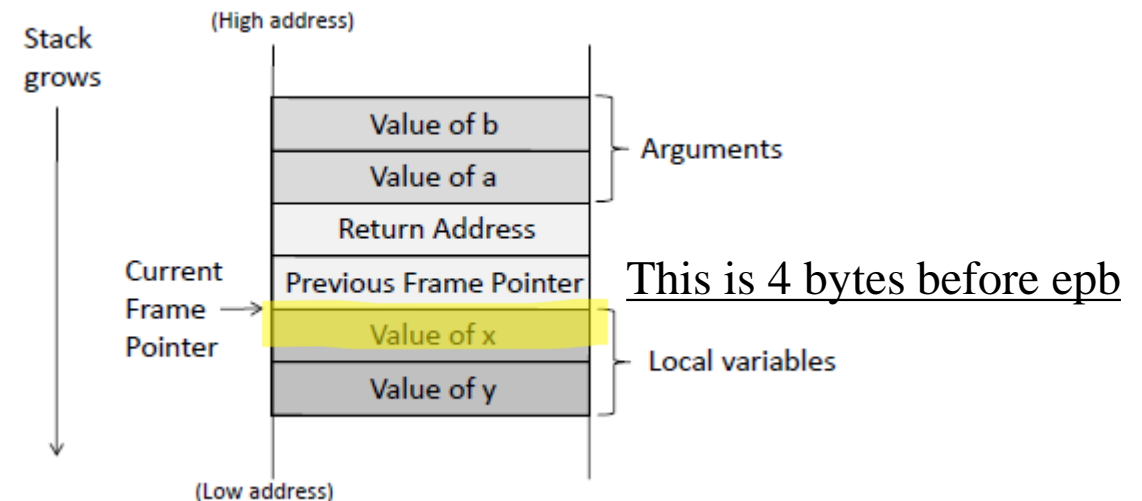 (High address)
Stack
grows
Value of b
Value of a
Arguments
Return Address
Previous Frame Pointer
This is 4 bytes before epb
Current
Frame
Pointer
Value of x
Value of y
Local variables
(Low address)